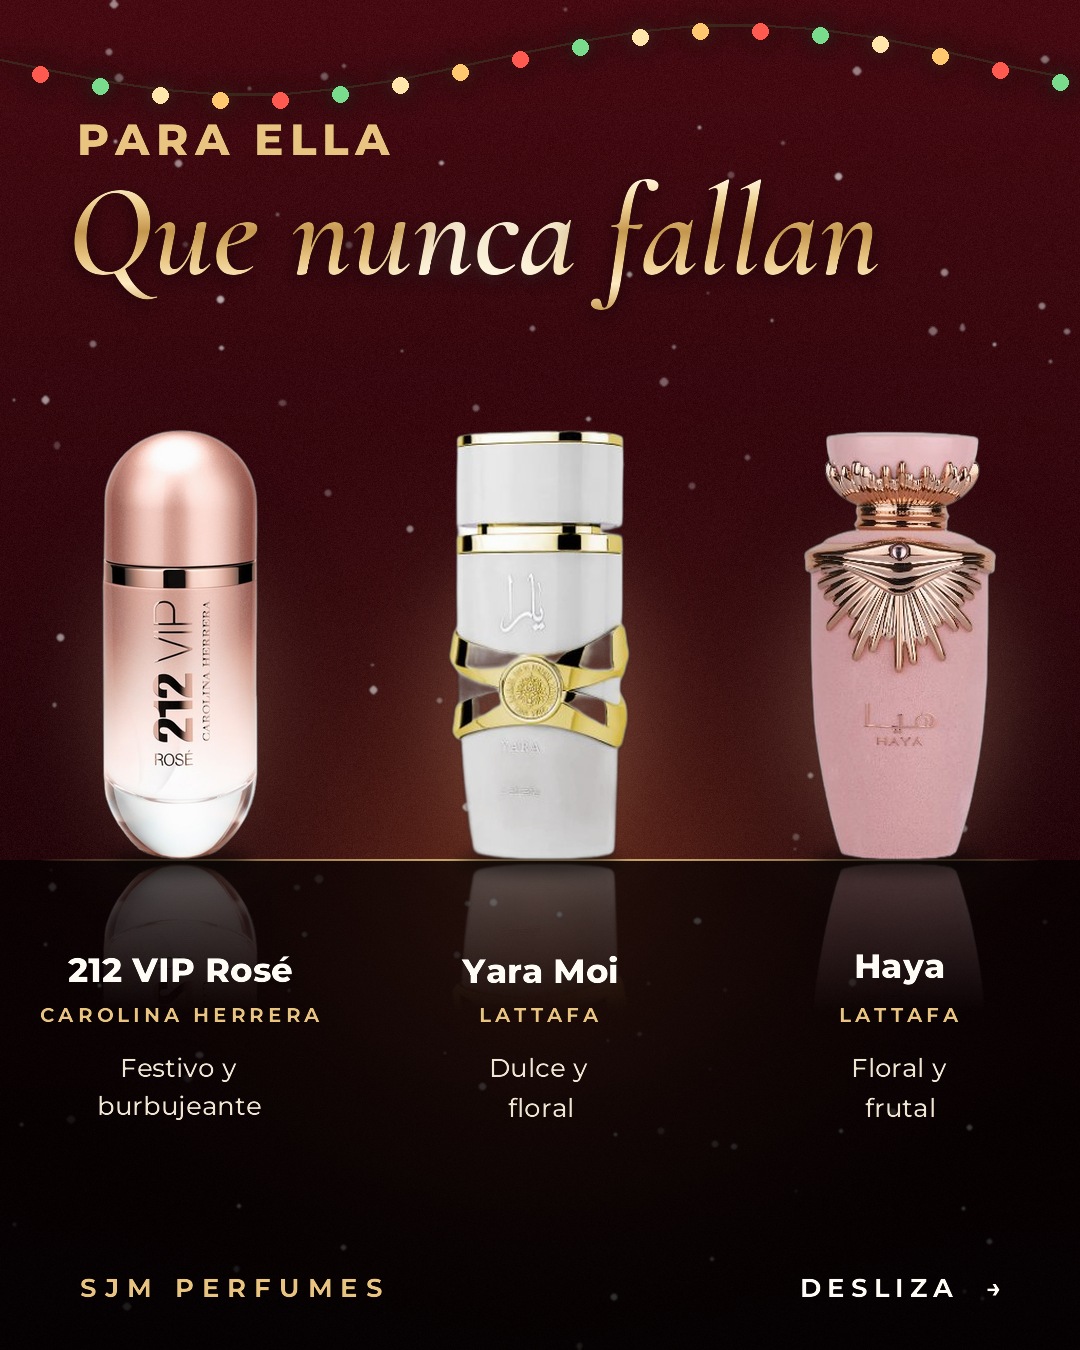 PARA ELLA
Que nunca fallan
212 VIP
CAROLINA HERRERA
ROSÉ
يارا
YARA
هيا
HAYA
212 VIP Rosé
CAROLINA HERRERA
Festivo y
burbujeante
Yara Moi
LATTAFA
Dulce y
floral
Haya
LATTAFA
Floral y
frutal
SJM PERFUMES
DESLIZA →